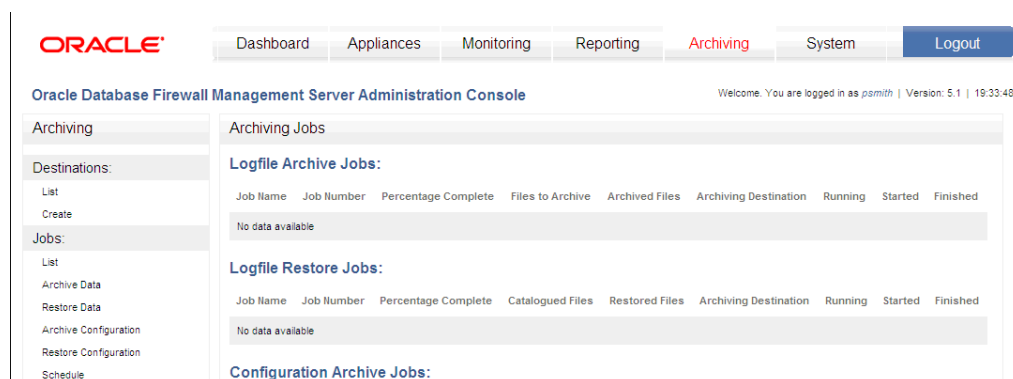 ORACLE
Dashboard Appliances Monitoring Reporting Archiving System Logout
Oracle Database Firewall Management Server Administration Console
Welcome. You are logged in as psmith | Version: 5.1 | 19:33:48
Archiving
Destinations:
List
Create
Jobs:
List
Archive Data
Restore Data
Archive Configuration
Restore Configuration
Schedule
Archiving Jobs
Logfile Archive Jobs:
Job Name Job Number Percentage Complete Files to Archive Archived Files Archiving Destination Running Started Finished
No data available
Logfile Restore Jobs:
Job Name Job Number Percentage Complete Catalogued Files Restored Files Archiving Destination Running Started Finished
No data available
Configuration Archive Jobs: